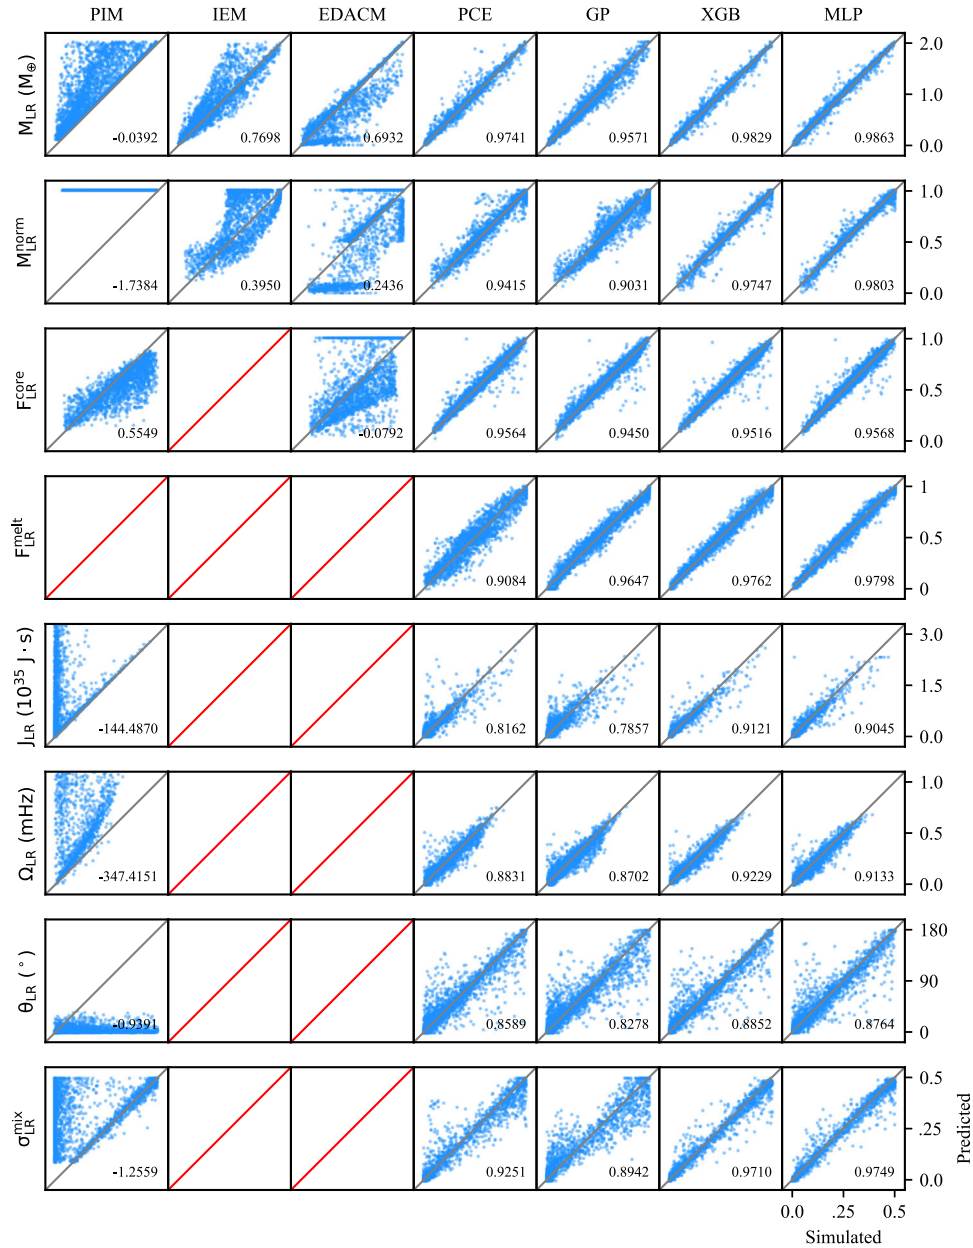 PIM IEM EDACM PCE GP XGB MLP
M_LR (M_⊕) -0.0392 0.7698 0.6932 0.9741 0.9571 0.9829 0.9863 2.0 1.0 0.0
M_LR^norm -1.7384 0.3950 0.2436 0.9415 0.9031 0.9747 0.9803 1.0 0.5 0.0
F_LR^core 0.5549 -0.0792 0.9564 0.9450 0.9516 0.9568 1.0 0.5 0.0
F_LR^melt 0.9084 0.9647 0.9762 0.9798 1 0.5 0
J_LR (10^35 J · s) -144.4870 0.8162 0.7857 0.9121 0.9045 3.0 1.5 0.0
Ω_LR (mHz) -347.4151 0.8831 0.8702 0.9229 0.9133 1.0 0.5 0.0
θ_LR (°) -0.9391 0.8589 0.8278 0.8852 0.8764 180 90 0
σ_LR^mix -1.2559 0.9251 0.8942 0.9710 0.9749 0.5 .25 0.0
Predicted
0.0 .25 0.5
Simulated